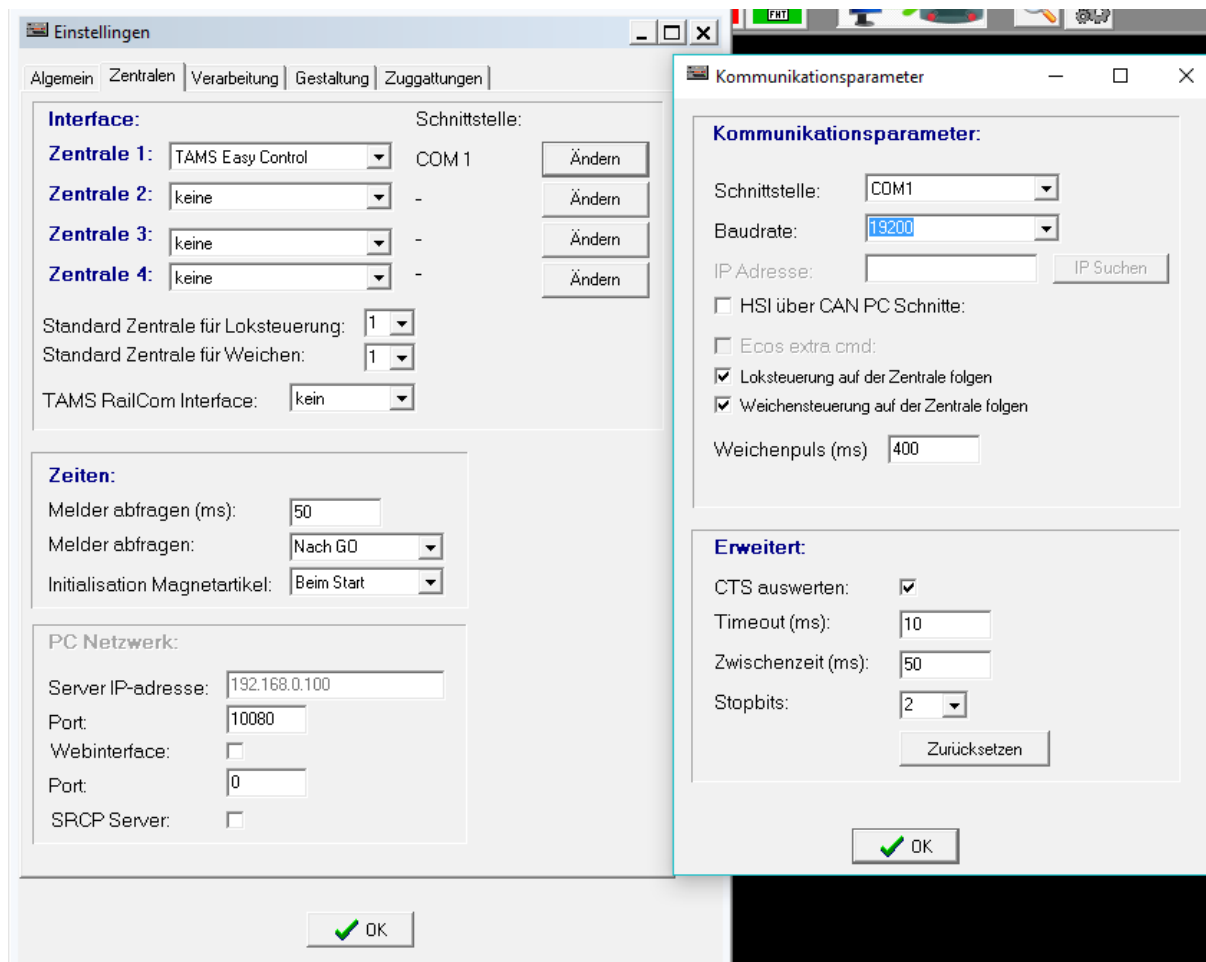 FHT
Einstellingen
Algemein Zentralen Verarbeitung Gestaltung Zuggattungen
Interface: Schnittstelle:
Zentrale 1: TAMS Easy Control COM 1 Ändern
Zentrale 2: keine - Ändern
Zentrale 3: keine - Ändern
Zentrale 4: keine - Ändern
Standard Zentrale für Loksteuerung: 1
Standard Zentrale für Weichen: 1
TAMS RailCom Interface: kein
Zeiten:
Melder abfragen (ms): 50
Melder abfragen: Nach GO
Initialisation Magnetartikel: Beim Start
PC Netzwerk:
Server IP-adresse: 192.168.0.100
Port: 10080
Webinterface:
Port: 0
SRCP Server:
OK
Kommunikationsparameter
Kommunikationsparameter:
Schnittstelle: COM1
Baudrate: 19200
IP Adresse: IP Suchen
HSI über CAN PC Schnitte:
Ecos extra cmd:
Loksteuerung auf der Zentrale folgen
Weichensteuerung auf der Zentrale folgen
Weichenpuls (ms) 400
Erweitert:
CTS auswerten:
Timeout (ms): 10
Zwischenzeit (ms): 50
Stopbits: 2
Zurücksetzen
OK